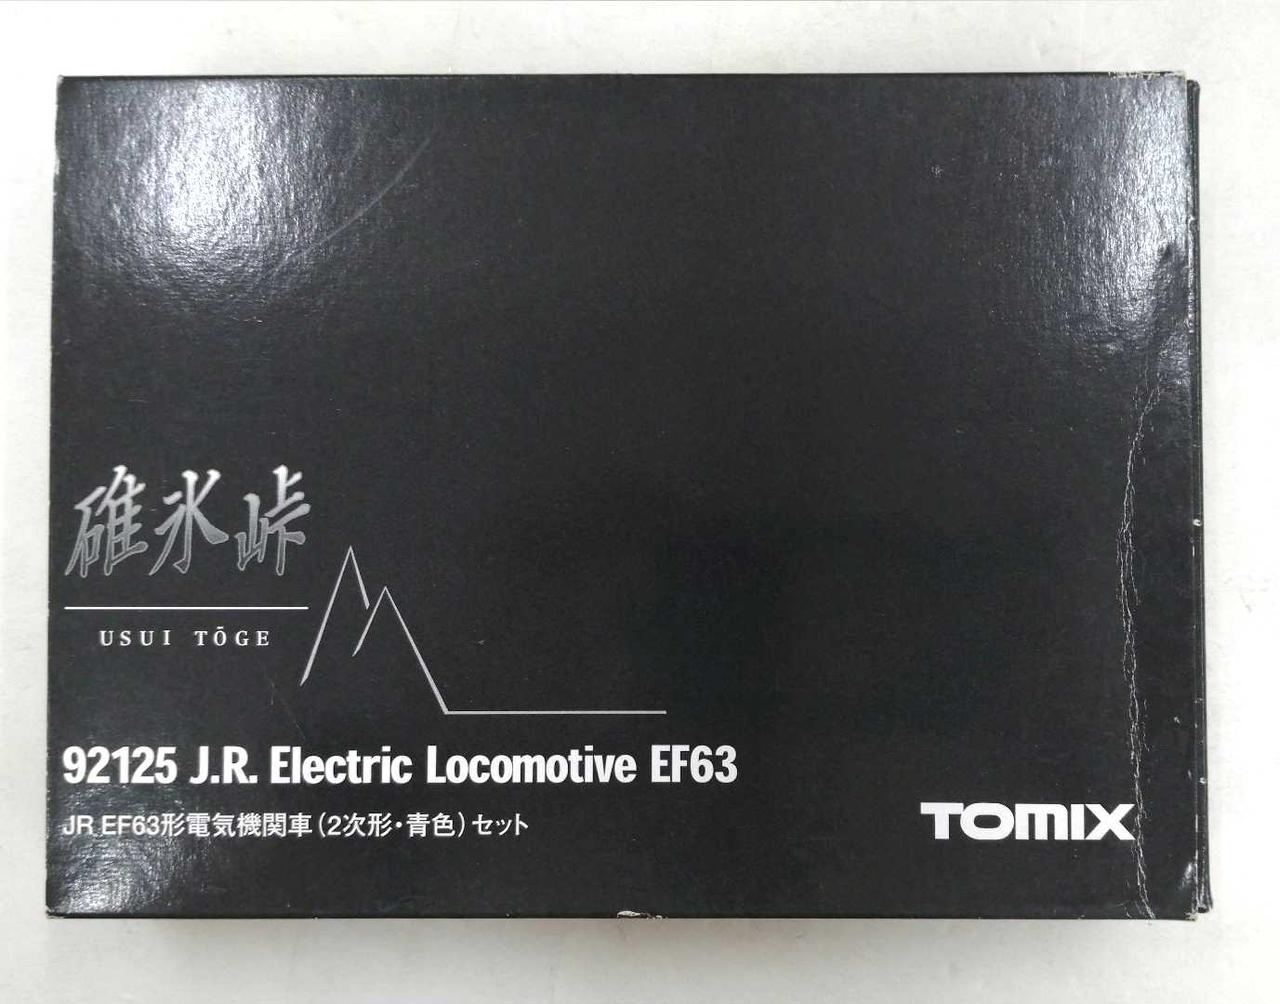 碓氷峠
USUI TŌGE
92125 J.R. Electric Locomotive EF63
JR EF63形電気機関車（2次形・青色）セット
TOMIX